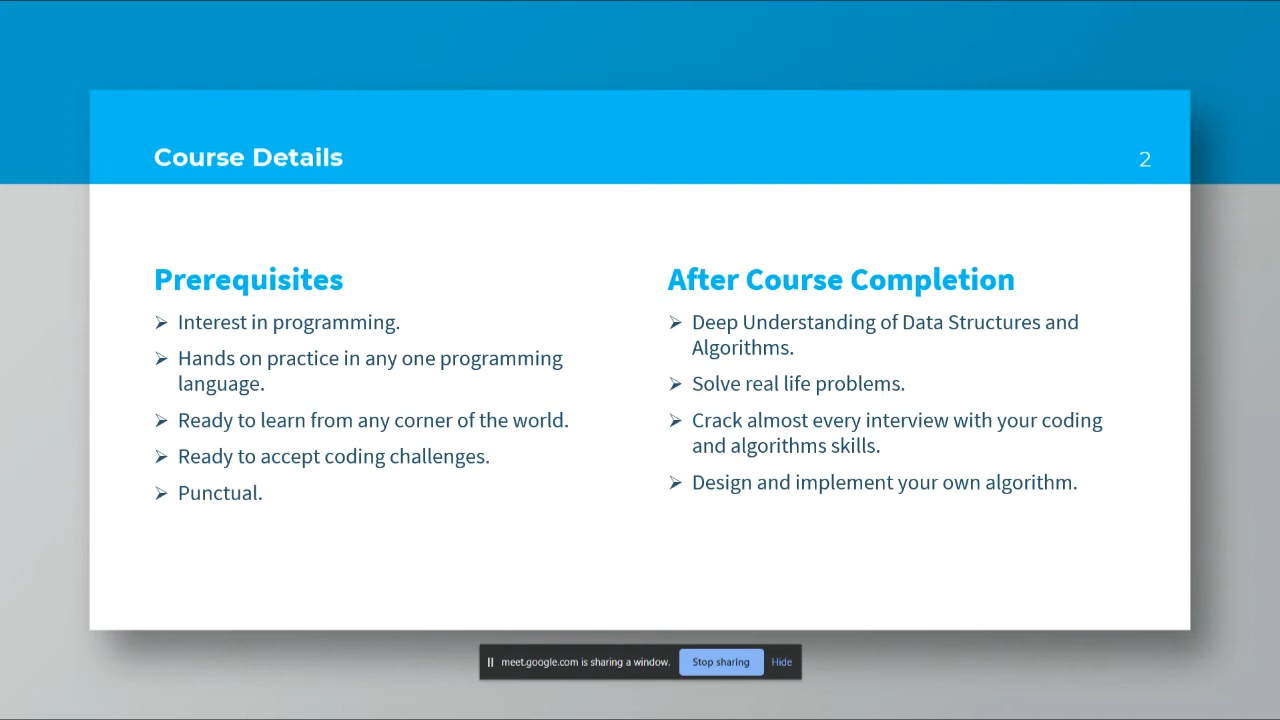 Course Details
2
Prerequisites
➢ Interest in programming.
➢ Hands on practice in any one programming
language.
➢ Ready to learn from any corner of the world.
➢ Ready to accept coding challenges.
➢ Punctual.
After Course Completion
➢ Deep Understanding of Data Structures and
Algorithms.
➢ Solve real life problems.
➢ Crack almost every interview with your coding
and algorithms skills.
➢ Design and implement your own algorithm.
meet.google.com is sharing a window. Stop sharing Hide